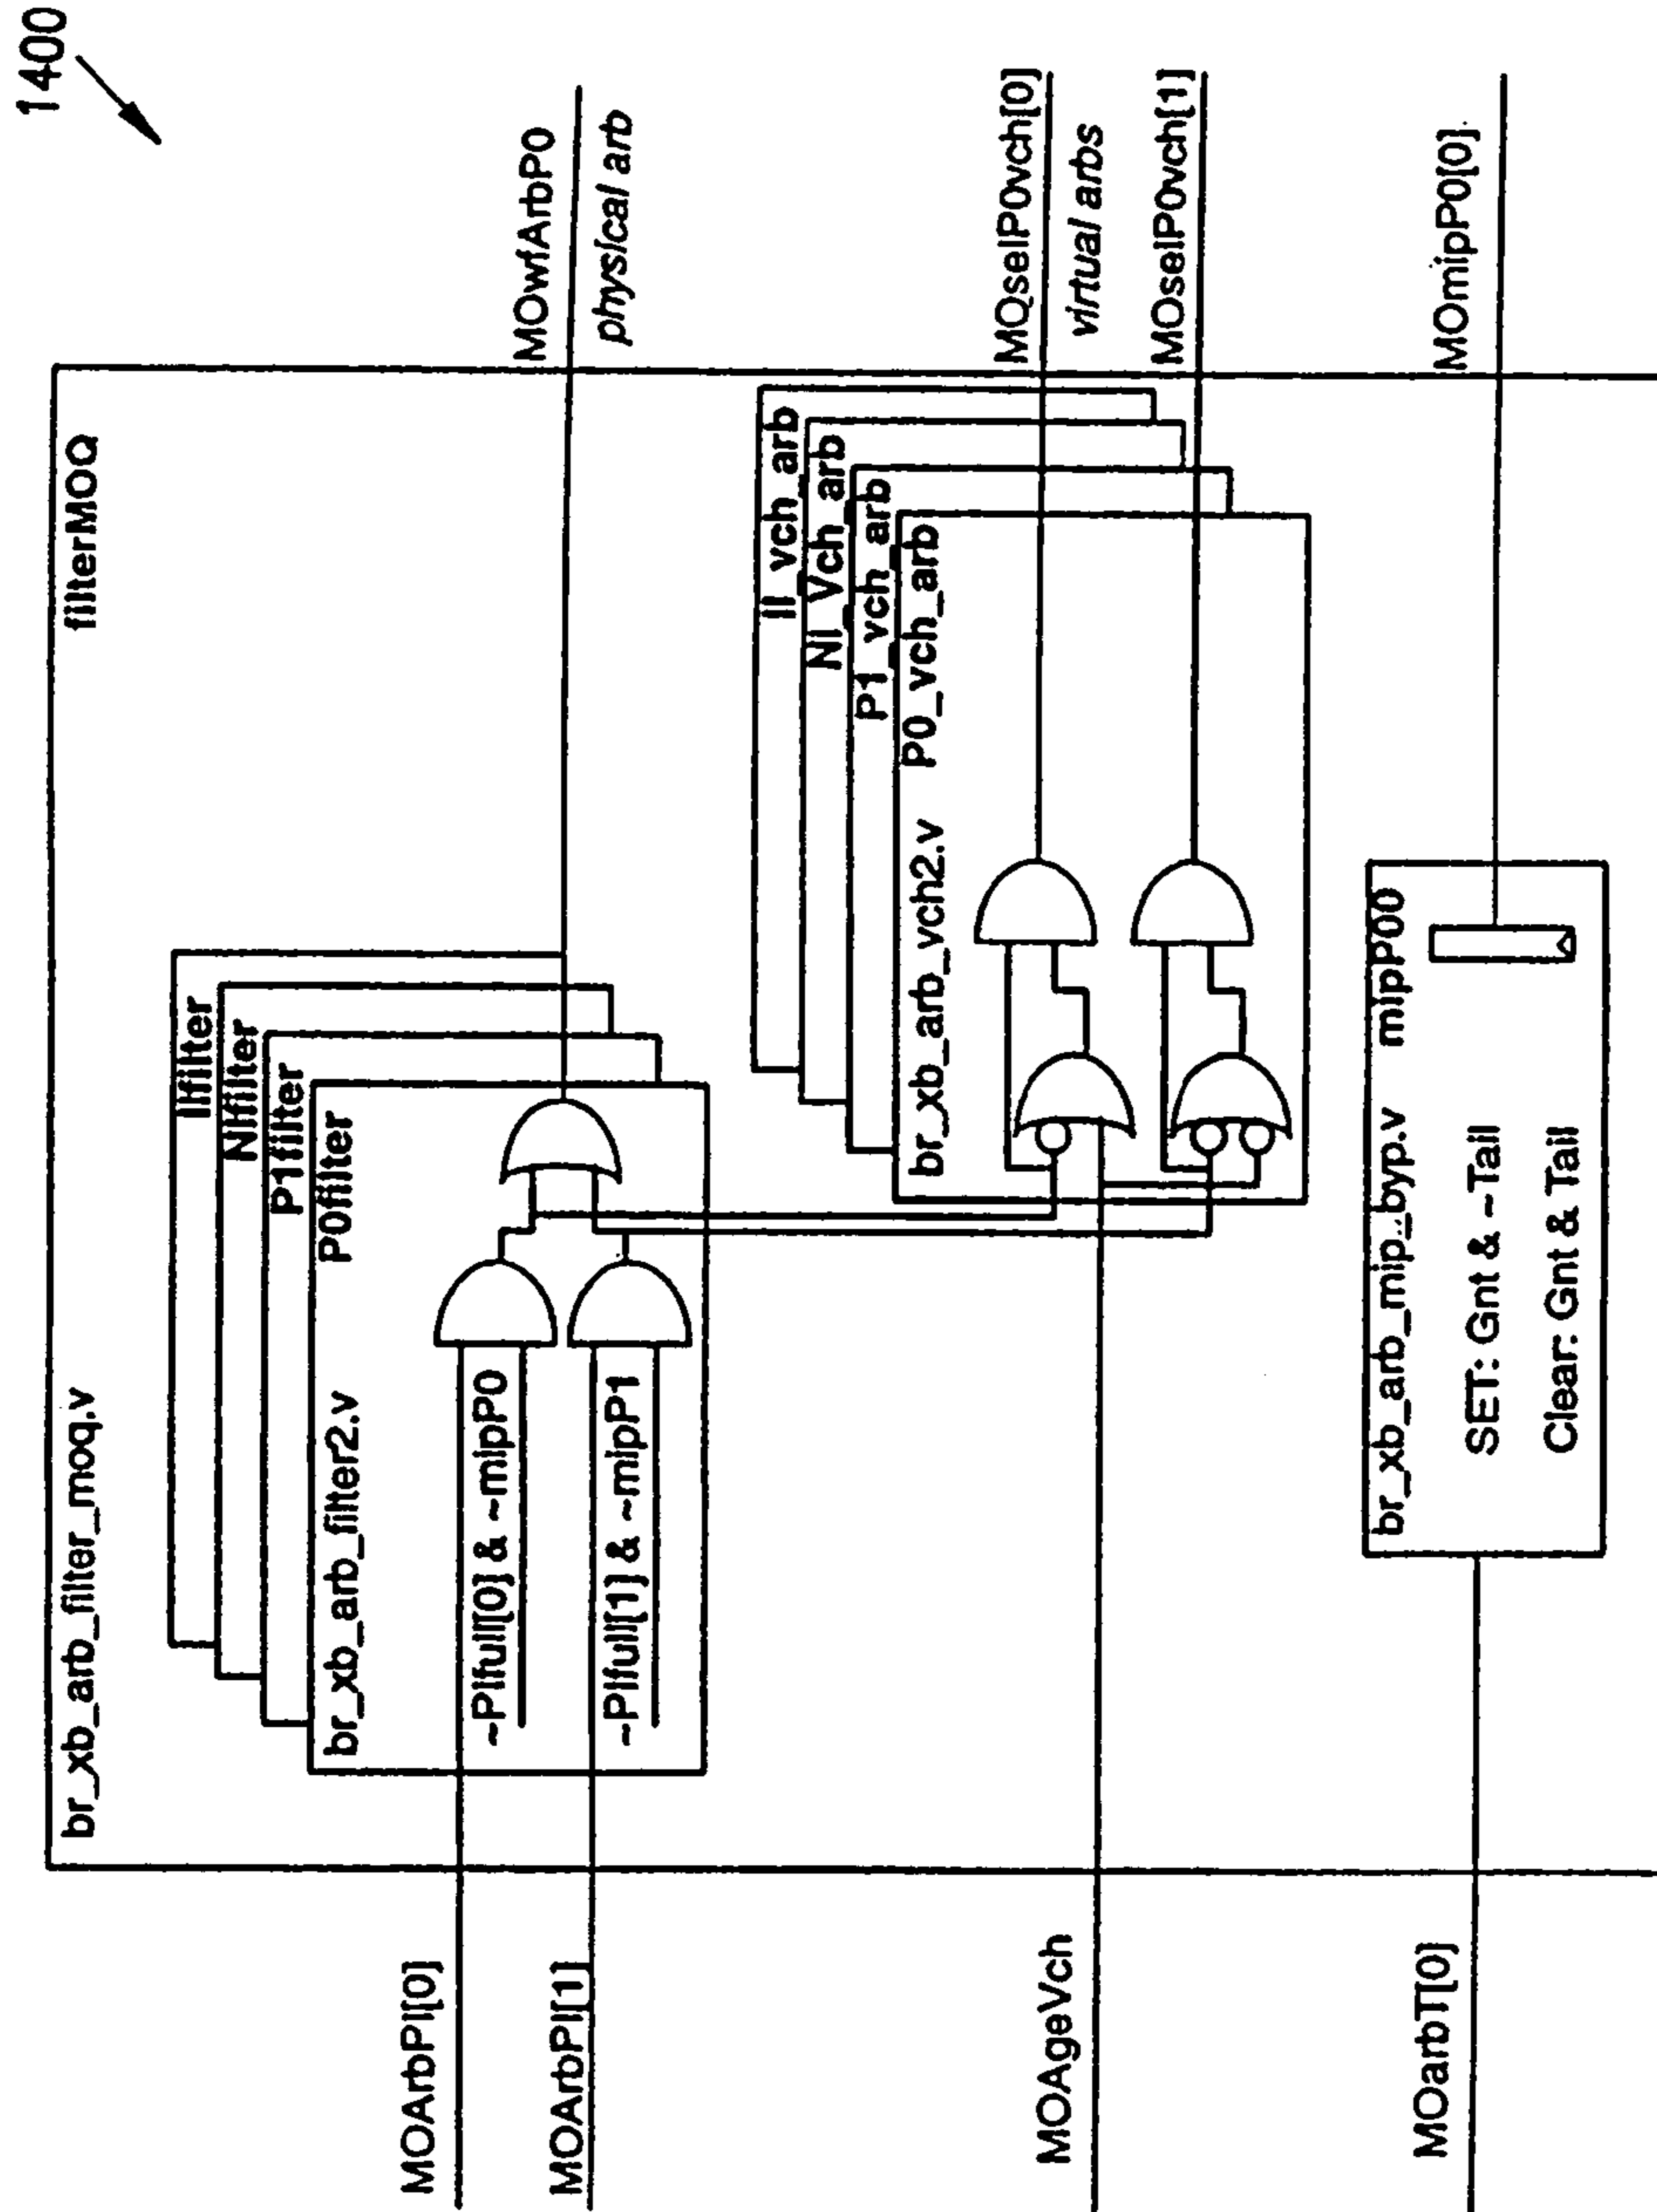 1400
br_xb_arb_filter_moq.v
filterMOQ
IIfilter
NIfilter
P1filter
P0filter
br_xb_arb_filter2.v
MOArbPI[0]
~PIfull[0] & ~mipP0
MOArbPI[1]
~PIfull[1] & ~mipP1
MOwfArbP0
physical arb
II_vch_arb
NI_Vch_arb
P1_vch_arb
br_xb_arb_vch2.v
P0_vch_arb
MOAgeVch
MQselP0vch[0]
virtual arbs
MOselP0vch[1]
br_xb_arb_mip_byp.v
mipP00
MOarbT[0]
SET: Gnt & ~Tail
Clear: Gnt & Tail
MOmipP0[0]